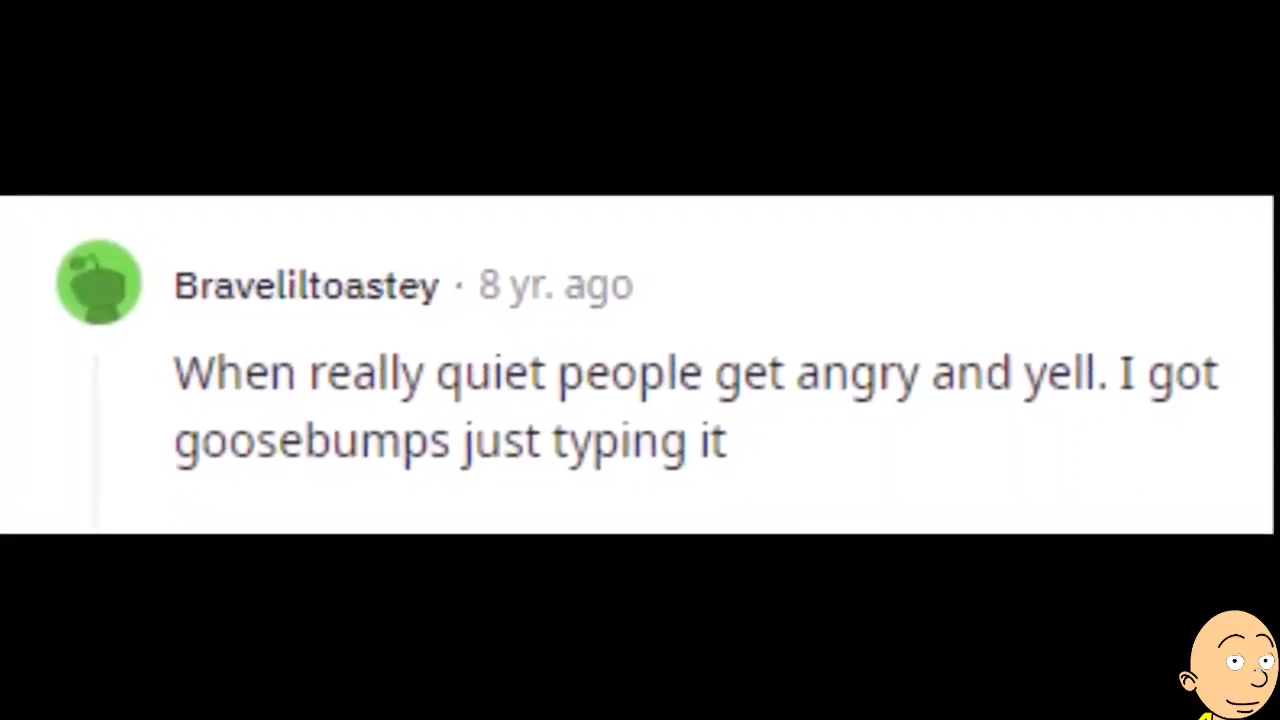 Braveliltoastey · 8 yr. ago
When really quiet people get angry and yell. I got
goosebumps just typing it